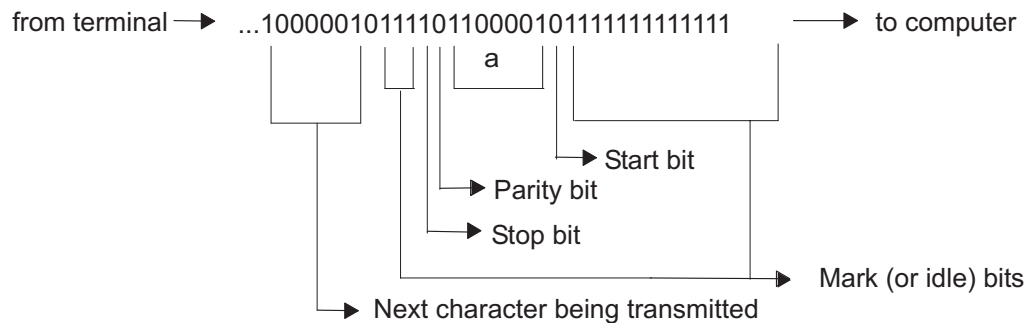 from terminal ...1000001011110110000101111111111111 to computer
a
Start bit
Parity bit
Stop bit
Mark (or idle) bits
Next character being transmitted